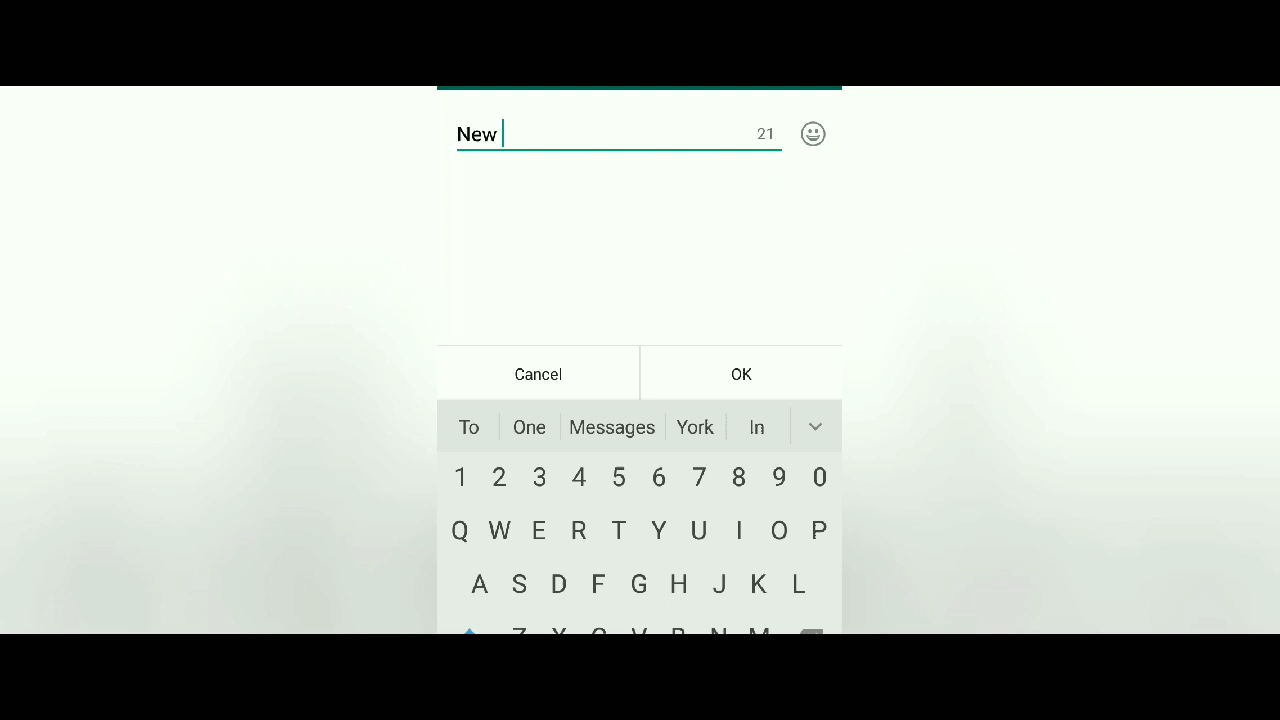 New 21
Cancel OK
To One Messages York In
1 2 3 4 5 6 7 8 9 0
Q W E R T Y U I O P
A S D F G H J K L
Z X C V B N M